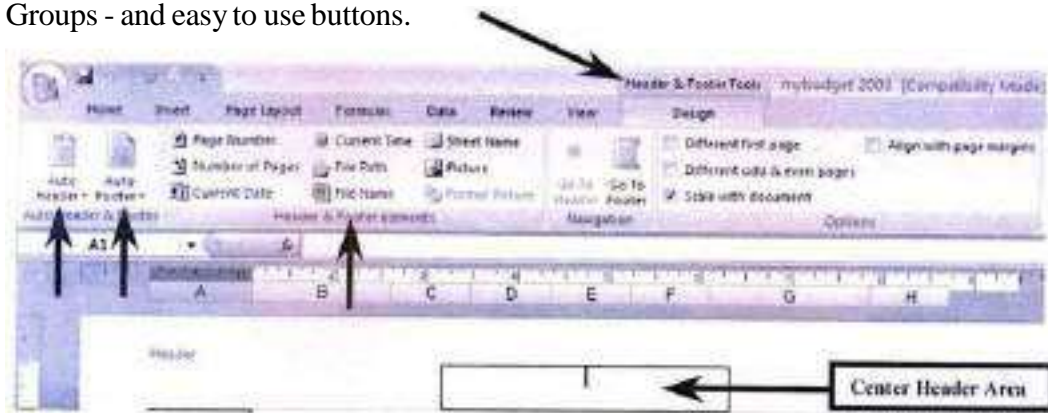 Groups - and easy to use buttons.
Header & Footer Tools mybudget 2003 [Compatibility Mode
Home Insert Page Layout Formulas Data Review View Design
Page Number Current Time Sheet Name Different first page Align with page margins
Number of Pages File Path Picture Different odd & even pages
Auto Header Auto Footer Current Date File Name Format Picture Go To Header Go To Footer Scale with document
Auto Header & Footer Header & Footer elements Navigation Options
A1
A B C D E F G H
Header
Center Header Area